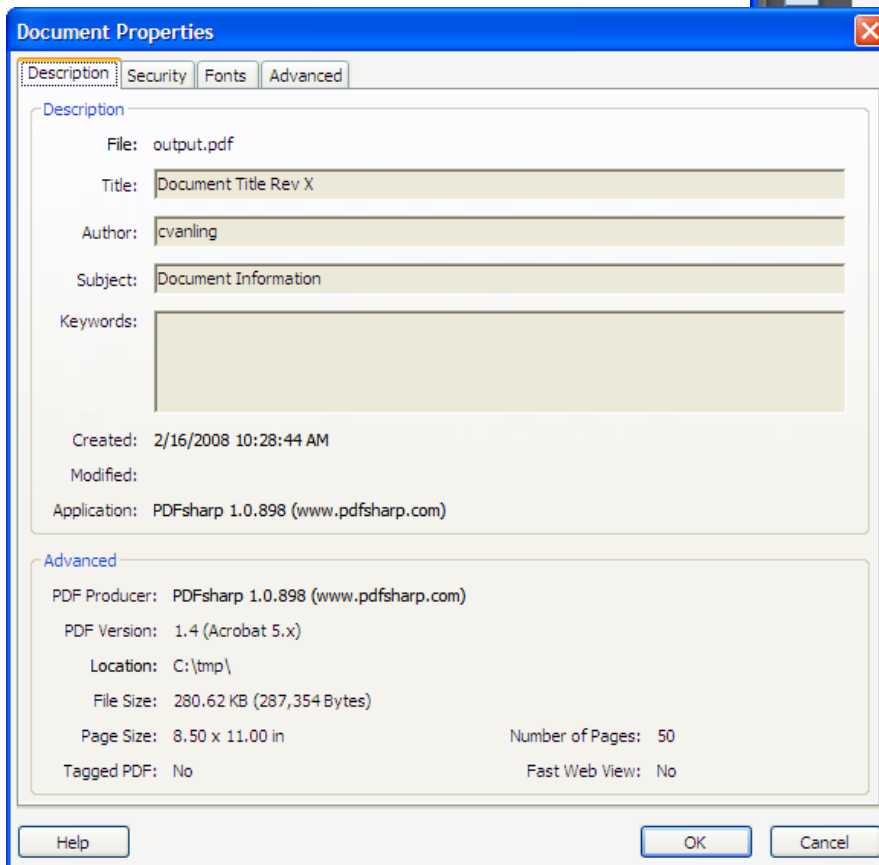 Document Properties
Description Security Fonts Advanced
Description
File: output.pdf
Title: Document Title Rev X
Author: cvanling
Subject: Document Information
Keywords:
Created: 2/16/2008 10:28:44 AM
Modified:
Application: PDFsharp 1.0.898 (www.pdfsharp.com)
Advanced
PDF Producer: PDFsharp 1.0.898 (www.pdfsharp.com)
PDF Version: 1.4 (Acrobat 5.x)
Location: C:\tmp\
File Size: 280.62 KB (287,354 Bytes)
Page Size: 8.50 x 11.00 in Number of Pages: 50
Tagged PDF: No Fast Web View: No
Help OK Cancel